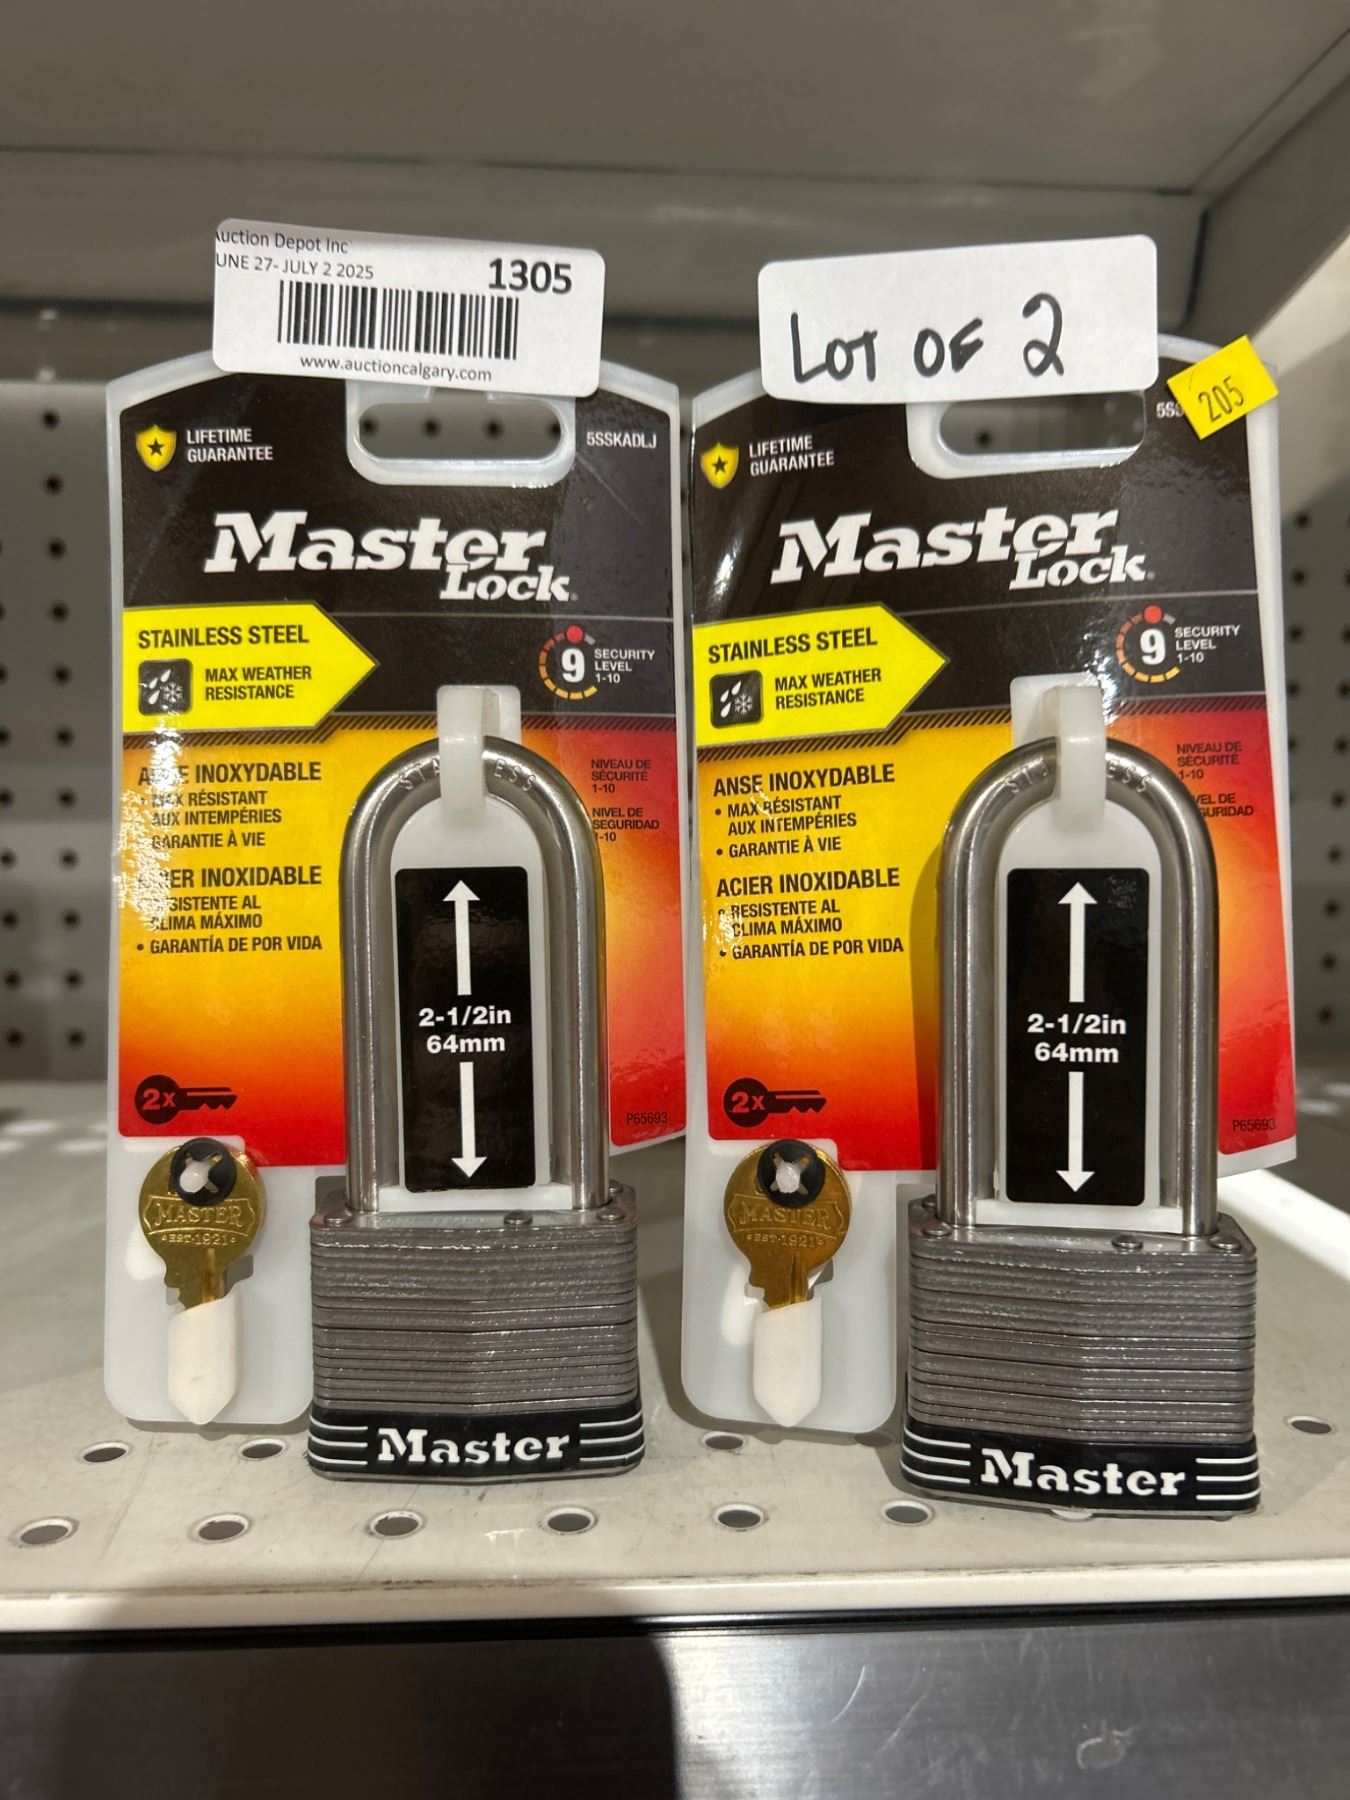 uction Depot Inc
UNE 27- JULY 2 2025
1305
www.auctioncalgary.com
LOT OF 2
205
LIFETIME
GUARANTEE
5SSKADLJ
Master
Lock
STAINLESS STEEL
MAX WEATHER
RESISTANCE
9
SECURITY
LEVEL
1-10
ANSE INOXYDABLE
• MAX RÉSISTANT
AUX INTEMPÉRIES
• GARANTIE À VIE
NIVEAU DE
SÉCURITÉ
1-10
NIVEL DE
SEGURIDAD
1-10
ACIER INOXIDABLE
RESISTENTE AL
CLIMA MÁXIMO
• GARANTÍA DE POR VIDA
2-1/2in
64mm
2x
P65693
MASTER
•EST•1921•
Master
LIFETIME
GUARANTEE
5S
Master
Lock
STAINLESS STEEL
MAX WEATHER
RESISTANCE
9
SECURITY
LEVEL
1-10
ANSE INOXYDABLE
• MAX RÉSISTANT
AUX INTEMPÉRIES
• GARANTIE À VIE
NIVEAU DE
SÉCURITÉ
1-10
VEL DE
GURIDAD
ACIER INOXIDABLE
• RESISTENTE AL
CLIMA MÁXIMO
• GARANTÍA DE POR VIDA
2-1/2in
64mm
2x
P65693
MASTER
•EST•1921•
Master